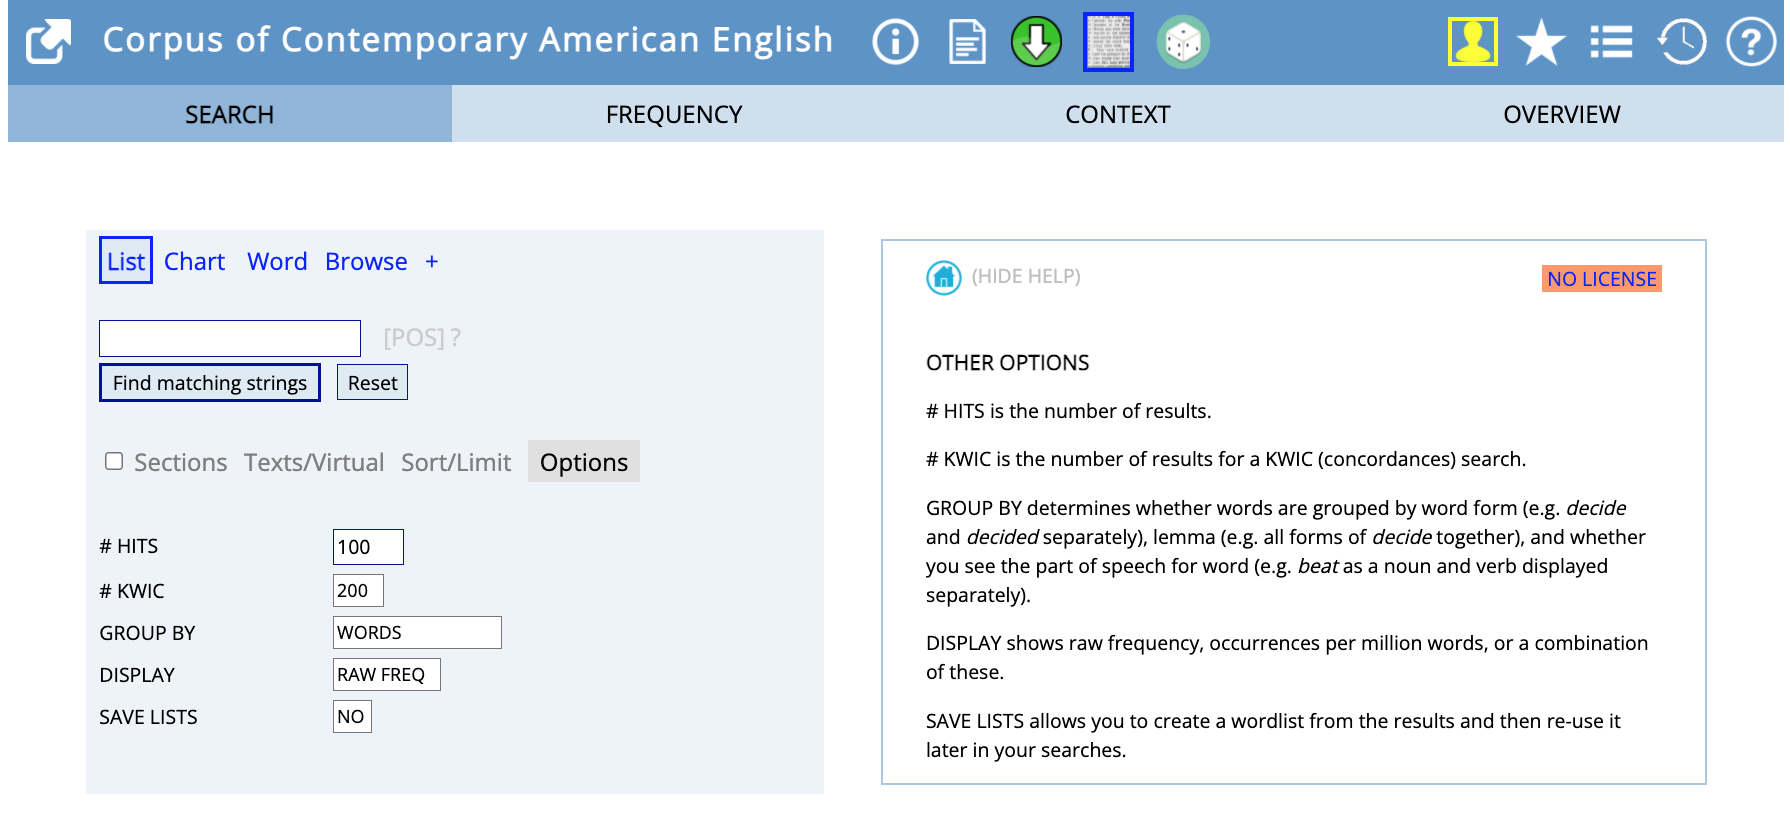 Corpus of Contemporary American English
SEARCH FREQUENCY CONTEXT OVERVIEW
List Chart Word Browse +
[POS] ?
Find matching strings Reset
Sections Texts/Virtual Sort/Limit Options
# HITS 100
# KWIC 200
GROUP BY WORDS
DISPLAY RAW FREQ
SAVE LISTS NO
(HIDE HELP) NO LICENSE
OTHER OPTIONS
# HITS is the number of results.
# KWIC is the number of results for a KWIC (concordances) search.
GROUP BY determines whether words are grouped by word form (e.g. decide
and decided separately), lemma (e.g. all forms of decide together), and whether
you see the part of speech for word (e.g. beat as a noun and verb displayed
separately).
DISPLAY shows raw frequency, occurrences per million words, or a combination
of these.
SAVE LISTS allows you to create a wordlist from the results and then re-use it
later in your searches.